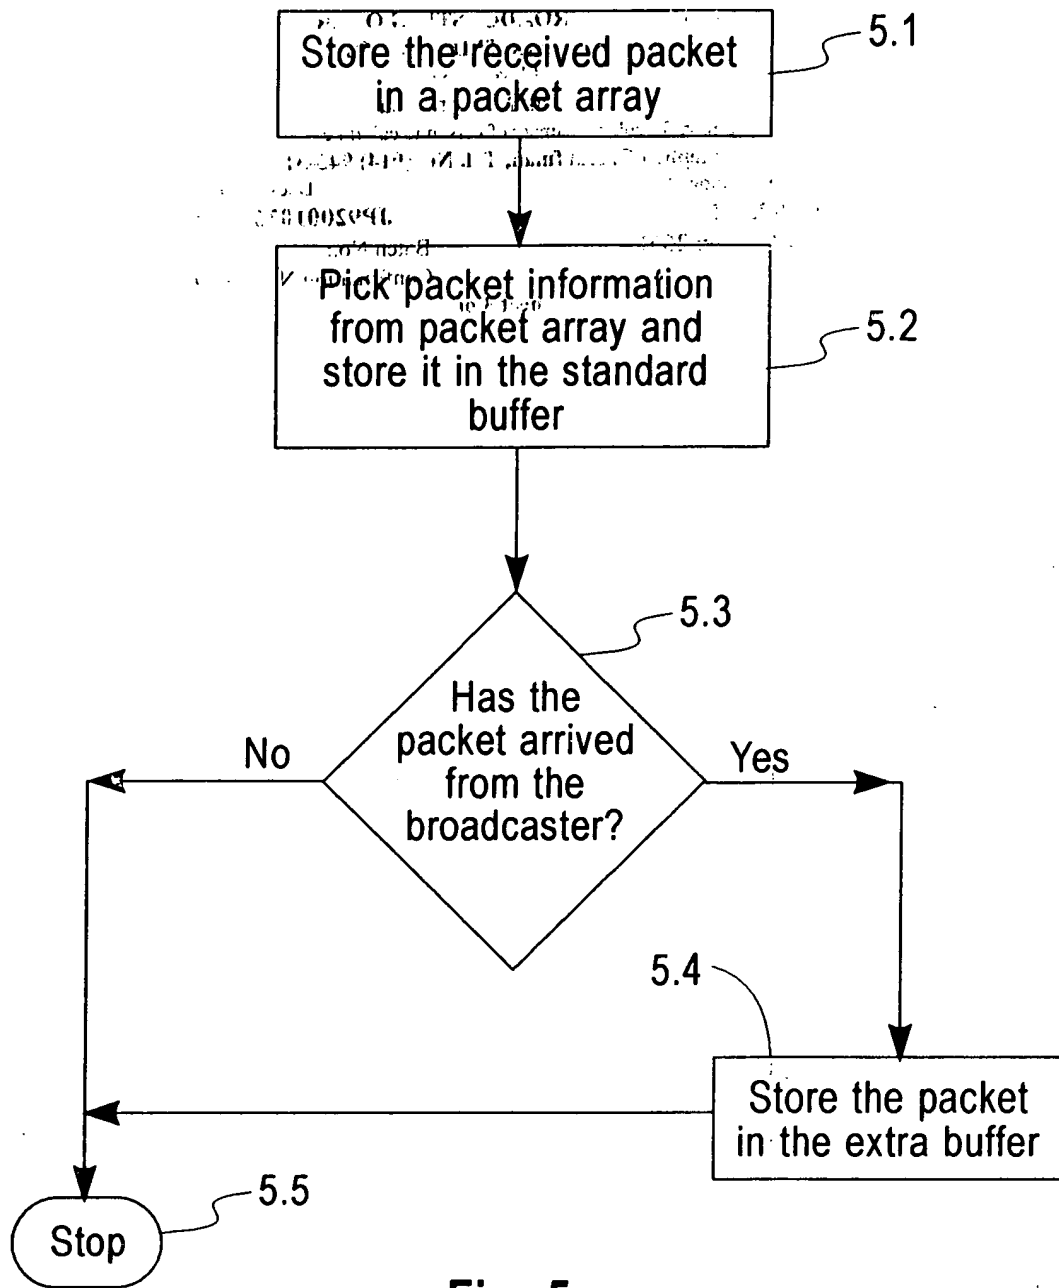 Store the received packet
in a packet array
5.1
Pick packet information
from packet array and
store it in the standard
buffer
5.2
5.3
Has the
packet arrived
from the
broadcaster?
No
Yes
5.4
Store the packet
in the extra buffer
5.5
Stop